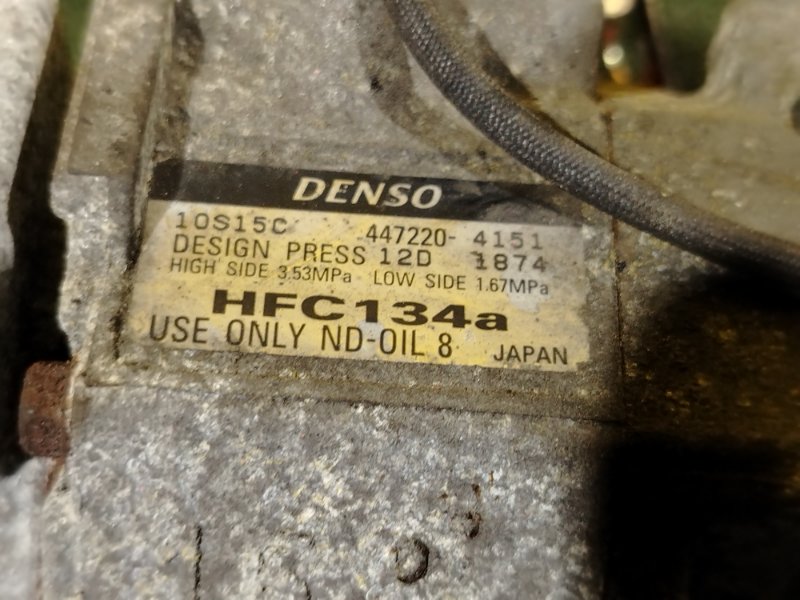 DENSO
10S15C 447220- 4151
DESIGN PRESS 12D 1874
HIGH SIDE 3.53MPa LOW SIDE 1.67MPa
HFC134a
USE ONLY ND-OIL 8 JAPAN